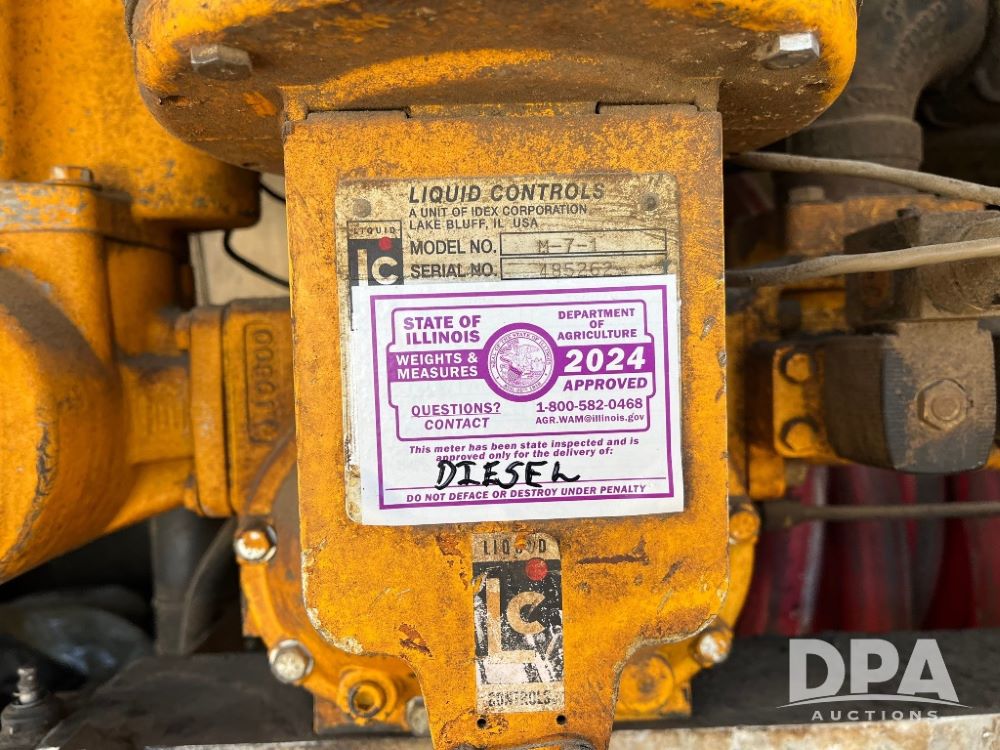 LIQUID CONTROLS
A UNIT OF IDEX CORPORATION
LAKE BLUFF, IL USA
LIQUID
lc
MODEL NO. M-7-1
SERIAL NO. 485262
STATE OF ILLINOIS
WEIGHTS & MEASURES
DEPARTMENT
OF
AGRICULTURE
2024
APPROVED
QUESTIONS?
CONTACT
1-800-582-0468
AGR.WAM@illinois.gov
This meter has been state inspected and is
approved only for the delivery of:
DIESEL
DO NOT DEFACE OR DESTROY UNDER PENALTY
LIQUID
lc
CONTROLS
DPA
AUCTIONS